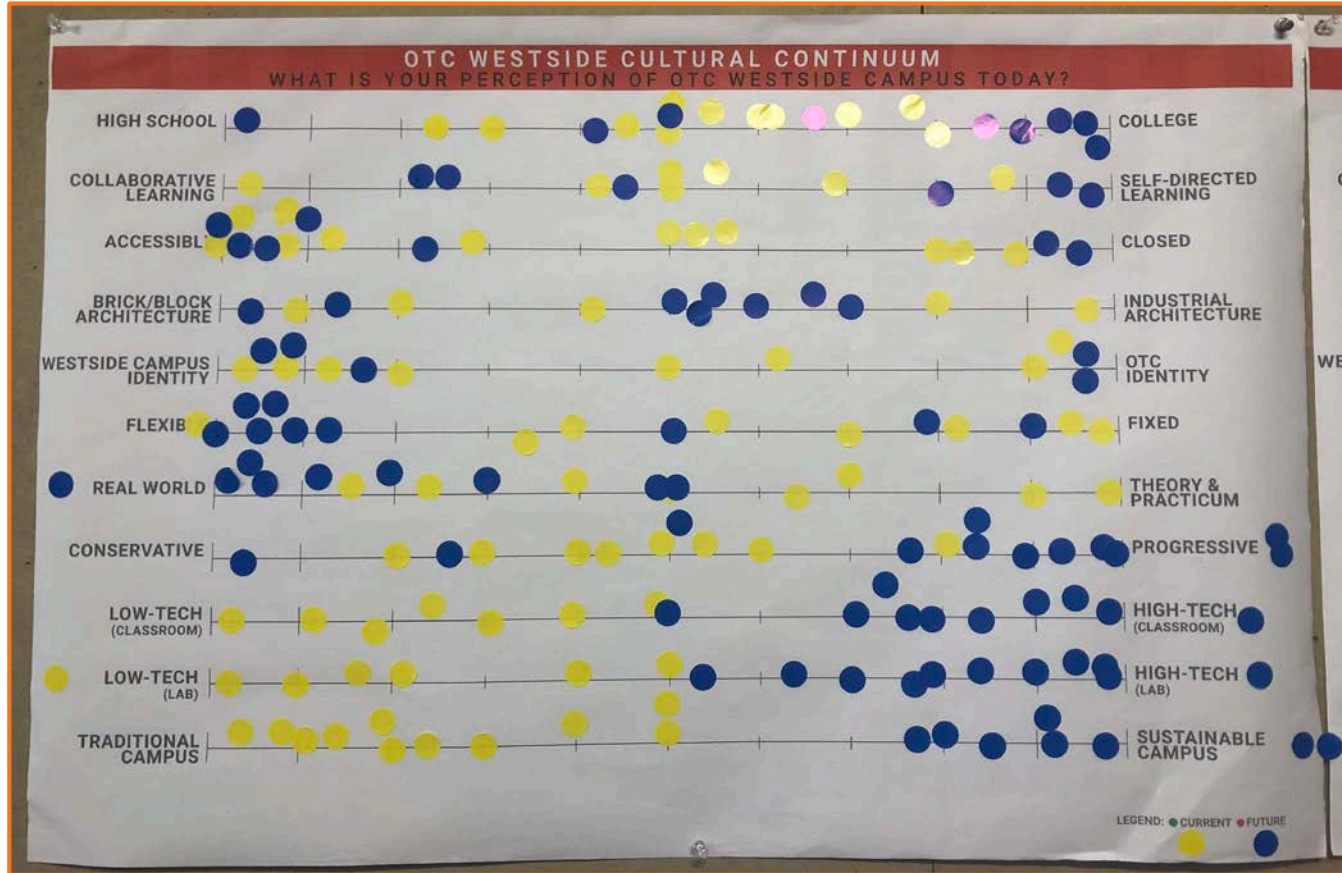 OTC WESTSIDE CULTURAL CONTINUUM
WHAT IS YOUR PERCEPTION OF OTC WESTSIDE CAMPUS TODAY?
HIGH SCHOOL
COLLEGE
COLLABORATIVE
LEARNING
SELF-DIRECTED
LEARNING
ACCESSIBL
CLOSED
BRICK/BLOCK
ARCHITECTURE
INDUSTRIAL
ARCHITECTURE
WESTSIDE CAMPUS
IDENTITY
OTC
IDENTITY
WE
FLEXIB
FIXED
REAL WORLD
THEORY &
PRACTICUM
CONSERVATIVE
PROGRESSIVE
LOW-TECH
(CLASSROOM)
HIGH-TECH
(CLASSROOM)
LOW-TECH
(LAB)
HIGH-TECH
(LAB)
TRADITIONAL
CAMPUS
SUSTAINABLE
CAMPUS
LEGEND: CURRENT FUTURE